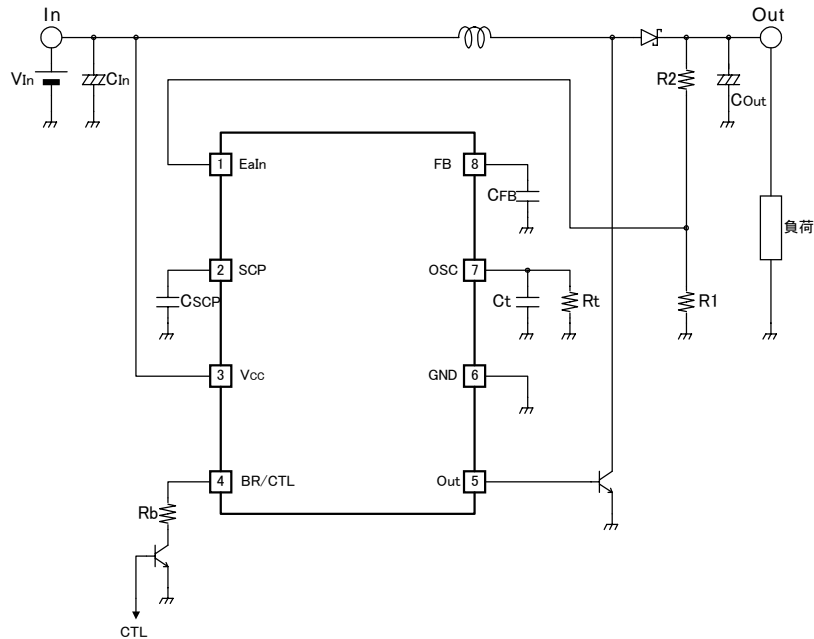 In
Out
VIn
CIn
R2
COut
1 EaIn
FB 8
CFB
負荷
2 SCP
OSC 7
CSCP
Ct
Rt
R1
3 Vcc
GND 6
4 BR/CTL
Out 5
Rb
CTL